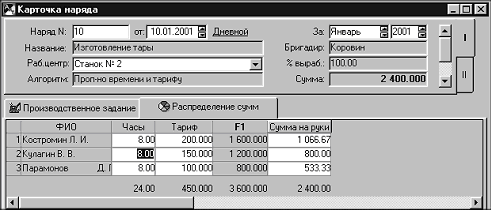 Карточка наряда
Наряд N: 10 от: 10.01.2001 Дневной За: Январь 2001 I
Название: Изготовление тары Бригадир: Коровин
Раб.центр: Станок № 2 % выраб.: 100.00 II
Алгоритм: Проп-но времени и тарифу Сумма: 2 400.000
Производственное задание Распределение сумм
ФИО Часы Тариф F1 Сумма на руки
1 Костромин Л. И. 8.00 200.000 1 600.000 1 066.67
2 Кулагин В. В. 8.00 150.000 1 200.000 800.00
3 Парамонов Д. 8.00 100.000 800.000 533.33
24.00 450.000 3 600.000 2 400.00